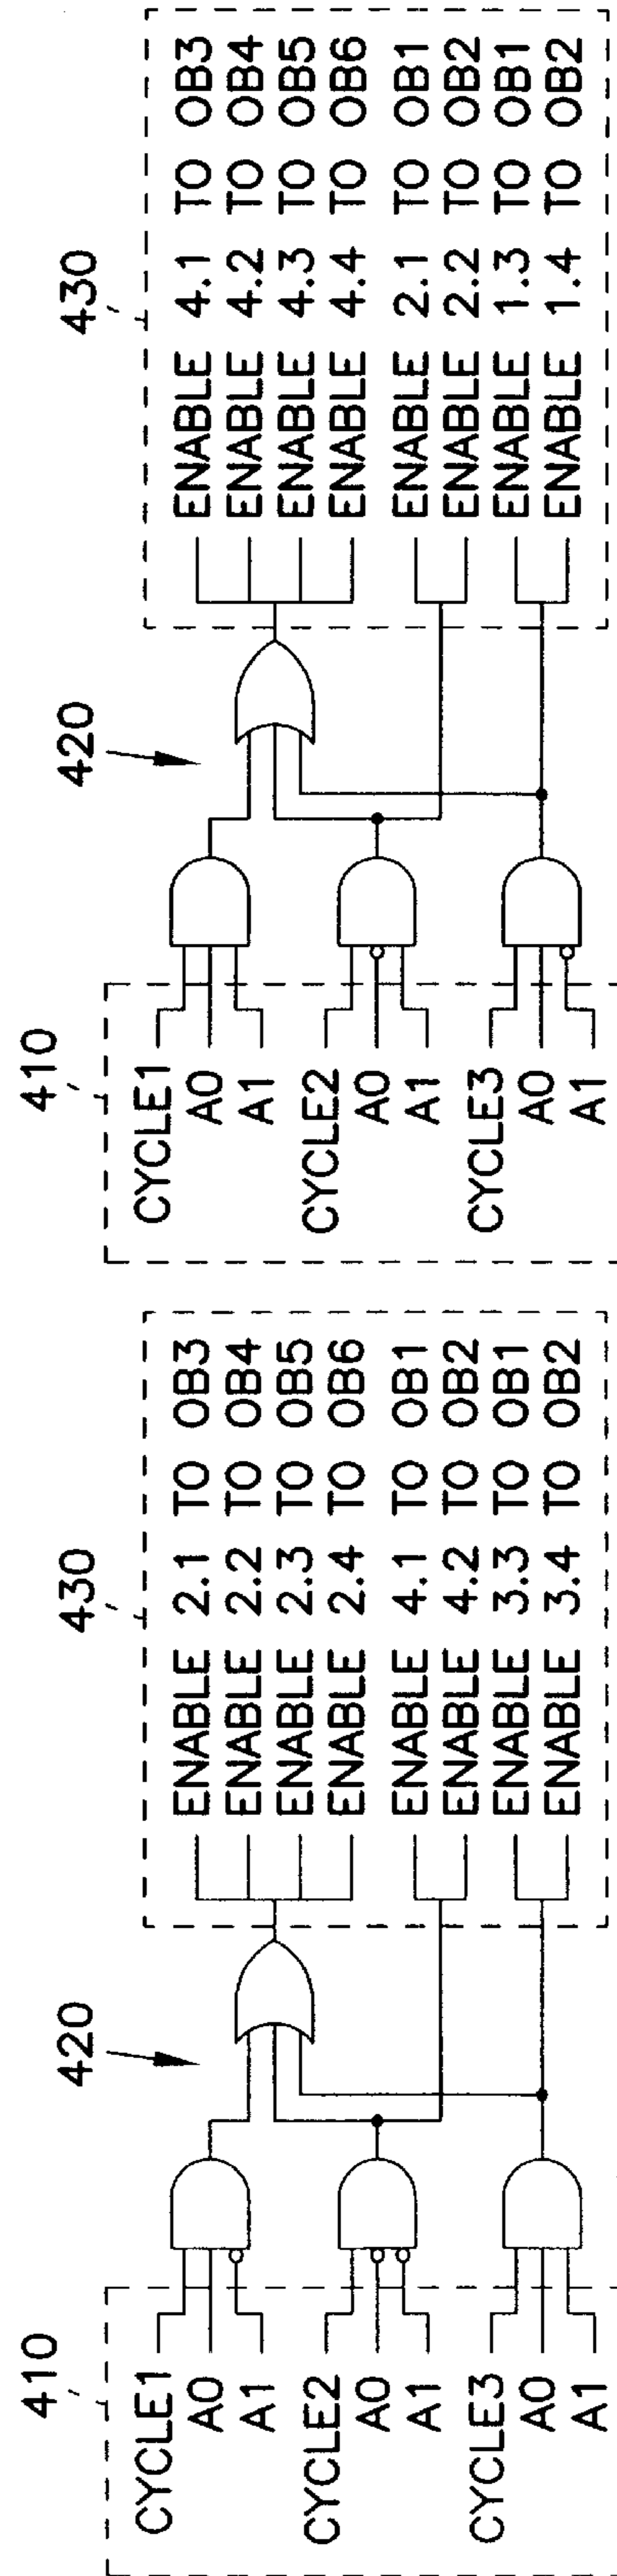 410
CYCLE1
A0
A1
CYCLE2
A0
A1
CYCLE3
A0
A1
420
430
ENABLE 2.1 TO OB3
ENABLE 2.2 TO OB4
ENABLE 2.3 TO OB5
ENABLE 2.4 TO OB6
ENABLE 4.1 TO OB1
ENABLE 4.2 TO OB2
ENABLE 3.3 TO OB1
ENABLE 3.4 TO OB2
410
CYCLE1
A0
A1
CYCLE2
A0
A1
CYCLE3
A0
A1
420
430
ENABLE 4.1 TO OB3
ENABLE 4.2 TO OB4
ENABLE 4.3 TO OB5
ENABLE 4.4 TO OB6
ENABLE 2.1 TO OB1
ENABLE 2.2 TO OB2
ENABLE 1.3 TO OB1
ENABLE 1.4 TO OB2